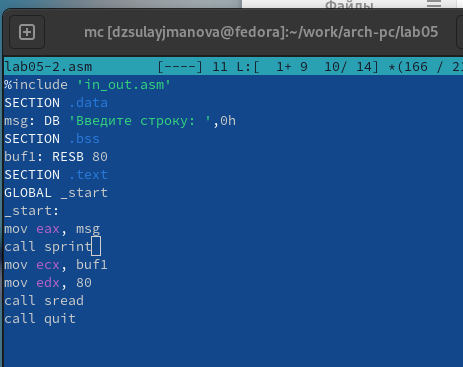 Файлы
mc [dzsulayjmanova@fedora]:~/work/arch-pc/lab05
lab05-2.asm [----] 11 L:[ 1+ 9 10/ 14] *(166 / 21
%include 'in_out.asm'
SECTION .data
msg: DB 'Введите строку: ',0h
SECTION .bss
buf1: RESB 80
SECTION .text
GLOBAL _start
_start:
mov eax, msg
call sprint
mov ecx, buf1
mov edx, 80
call sread
call quit